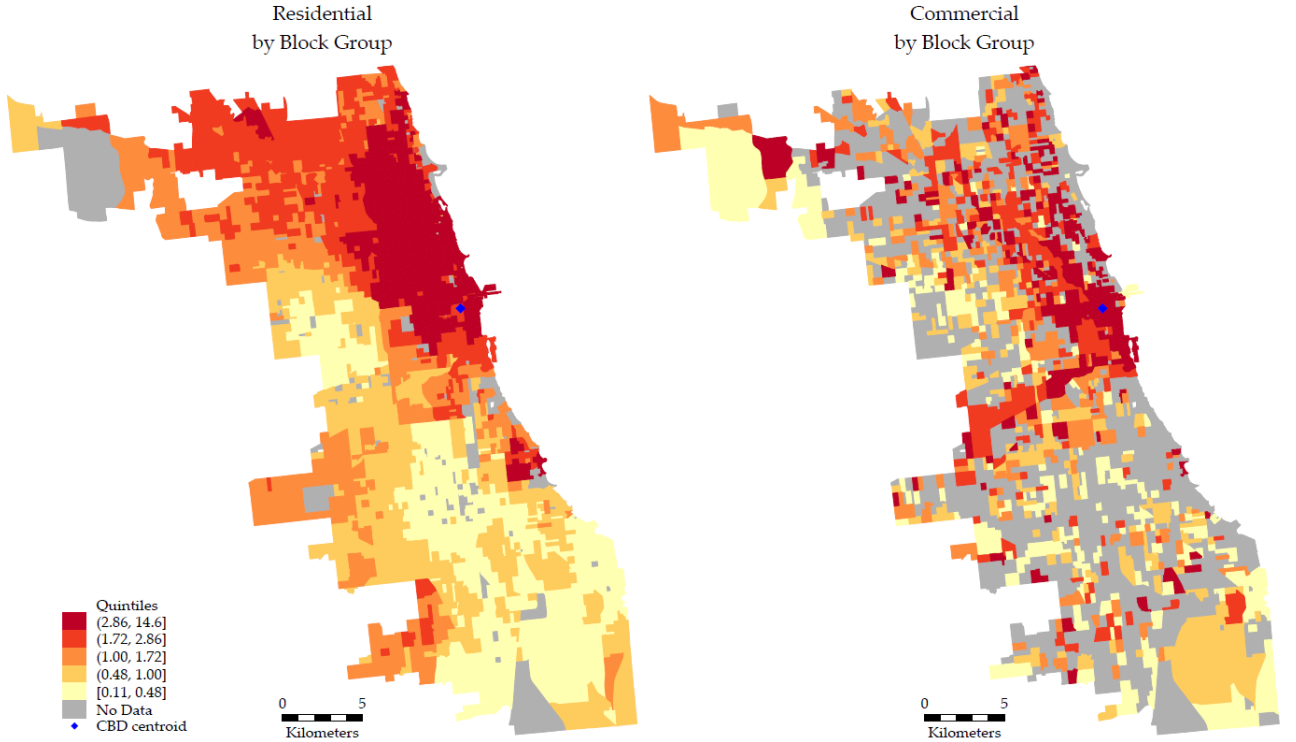 Residential
by Block Group
Commercial
by Block Group
Quintiles
(2.86, 14.6]
(1.72, 2.86]
(1.00, 1.72]
(0.48, 1.00]
[0.11, 0.48]
No Data
CBD centroid
0 5
Kilometers
0 5
Kilometers